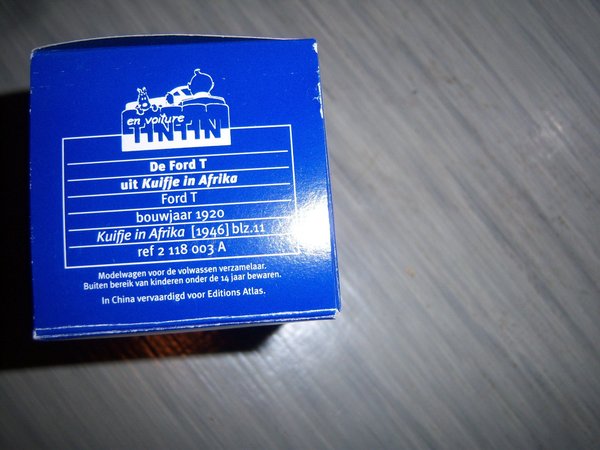 en voiture
TINTIN
De Ford T
uit Kuifje in Afrika
Ford T
bouwjaar 1920
Kuifje in Afrika [1946] blz.11
ref 2 118 003 A
Modelwagen voor de volwassen verzamelaar.
Buiten bereik van kinderen onder de 14 jaar bewaren.
In China vervaardigd voor Editions Atlas.